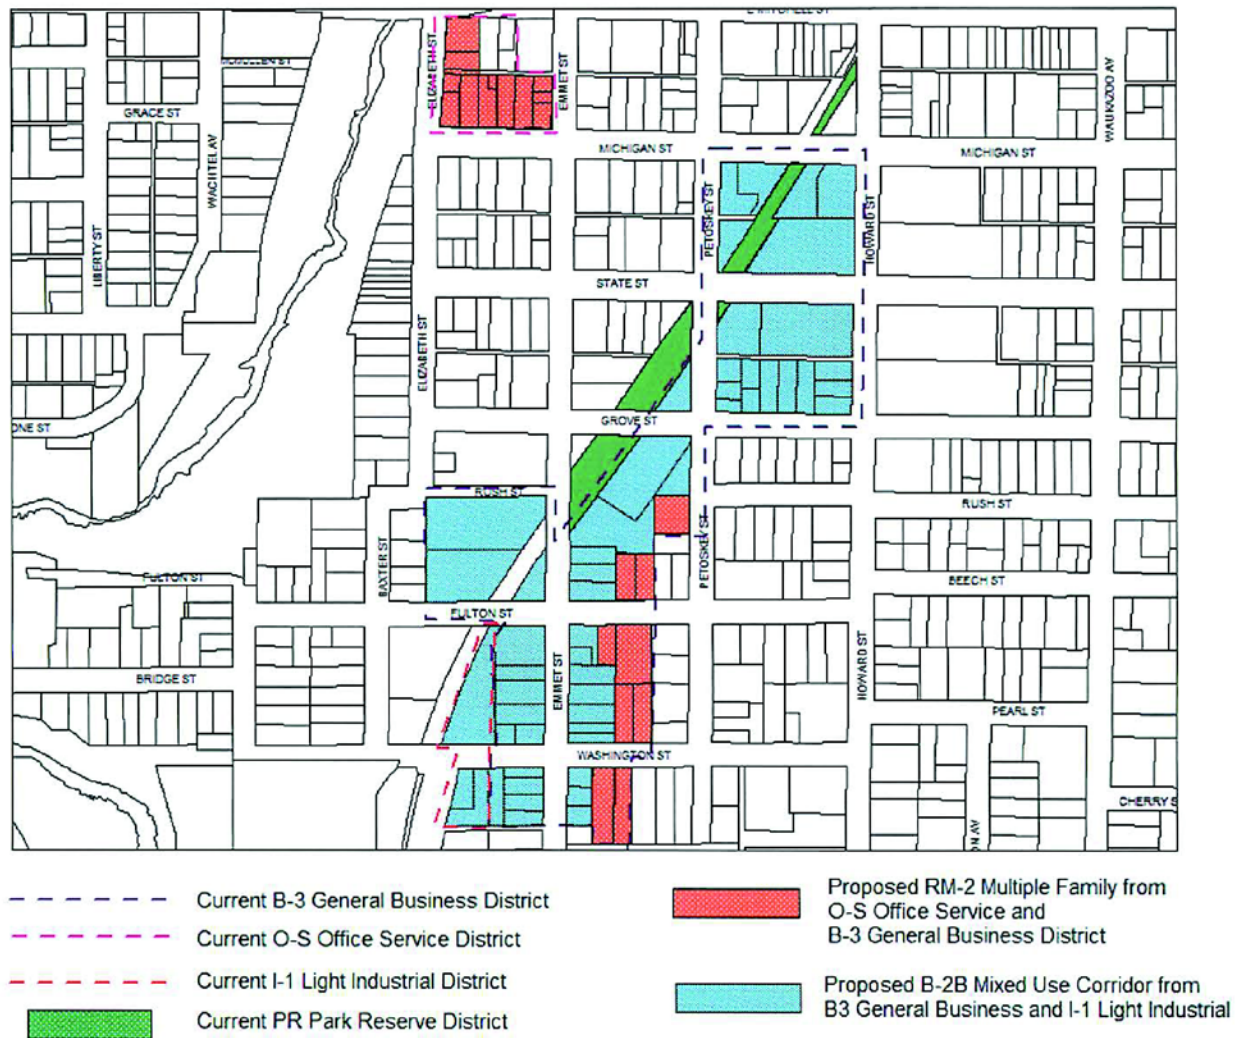 E MITCHELL ST
MCMULLEN ST
ELIZABETH ST
EMMET ST
WAUKAZOO AV
GRACE ST
WACHTEL AV
MICHIGAN ST
MICHIGAN ST
LIBERTY ST
PETOSKEY ST
HOWARD ST
STATE ST
ELIZABETH ST
ONE ST
GROVE ST
RUSH ST
RUSH ST
BAXTER ST
PETOSKEY ST
FULTON ST
BEECH ST
FULTON ST
HOWARD ST
EMMET ST
BRIDGE ST
PEARL ST
WASHINGTON ST
CHERRY S
ON AV
Current B-3 General Business District
Current O-S Office Service District
Current I-1 Light Industrial District
Current PR Park Reserve District
Proposed RM-2 Multiple Family from
O-S Office Service and
B-3 General Business District
Proposed B-2B Mixed Use Corridor from
B3 General Business and I-1 Light Industrial